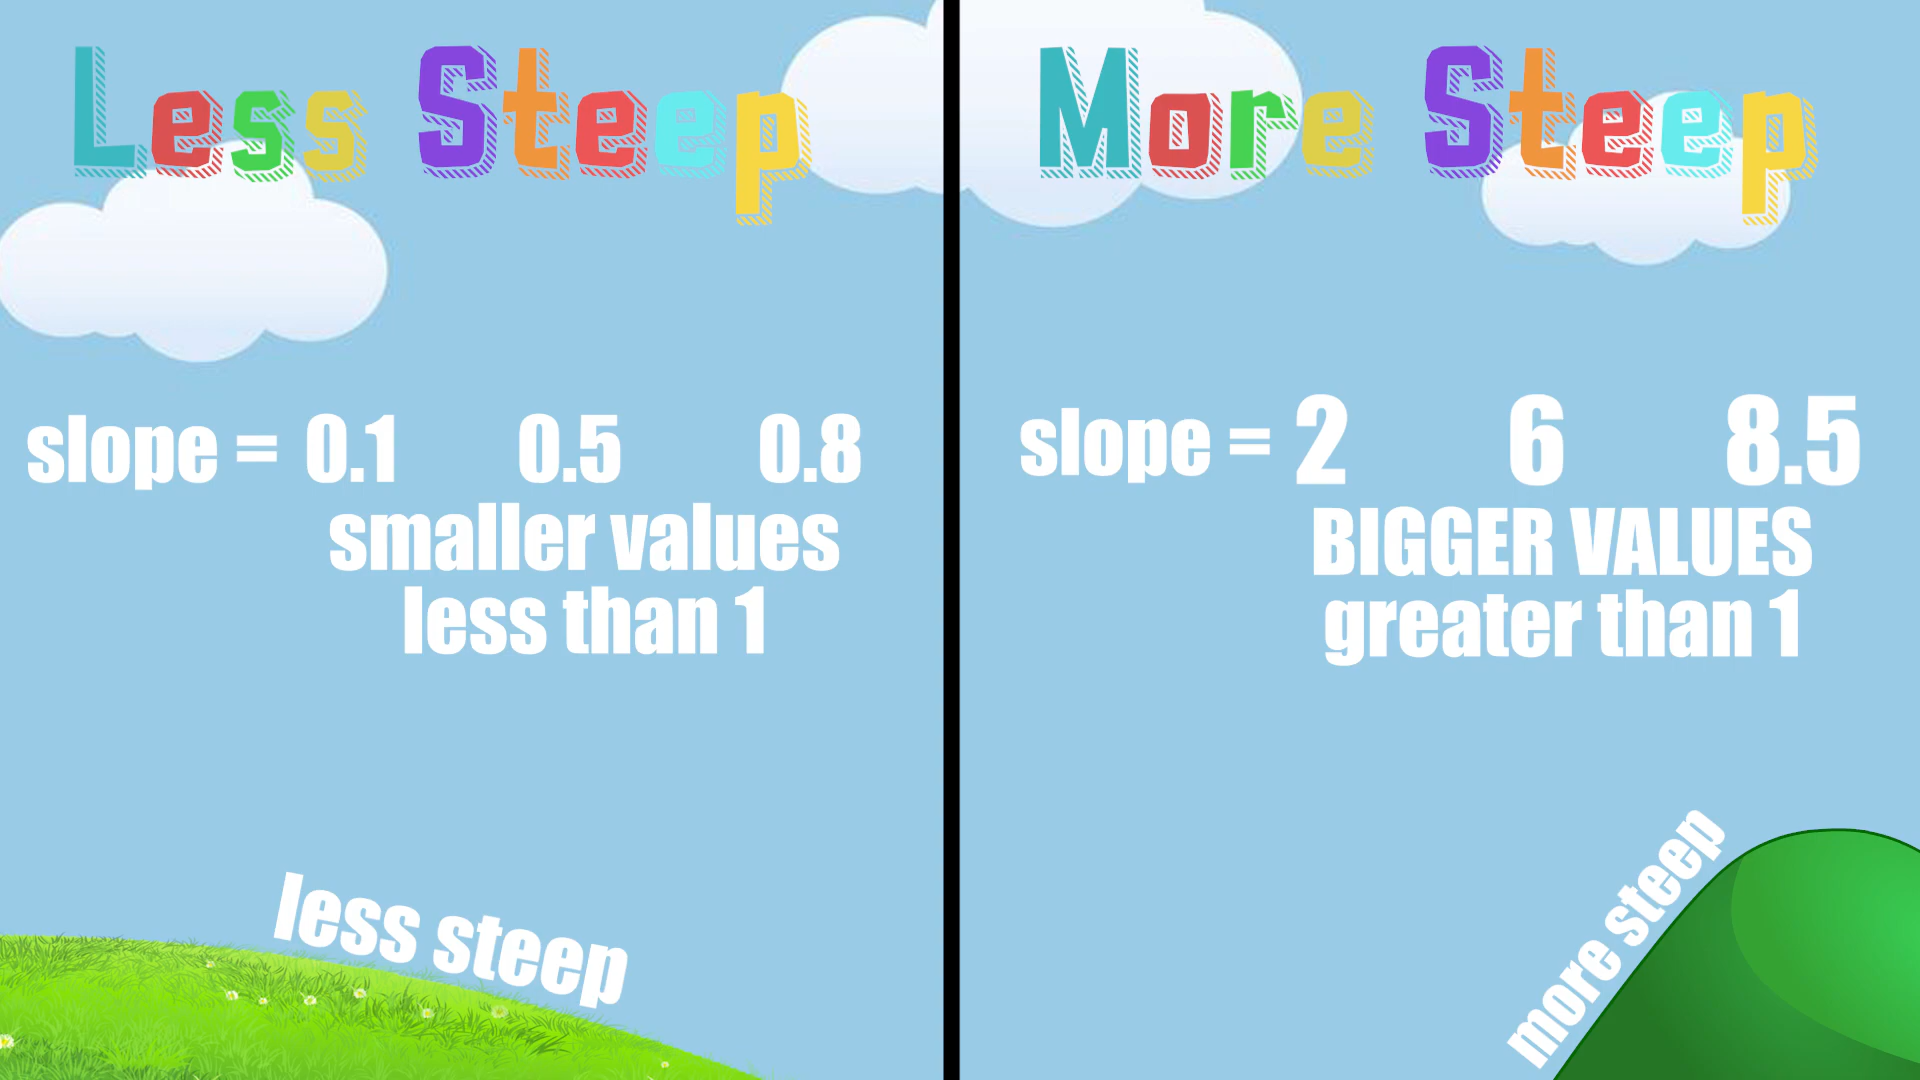 Less Steep
slope = 0.1 0.5 0.8
smaller values
less than 1
less steep
More Steep
slope = 2 6 8.5
BIGGER VALUES
greater than 1
more steep